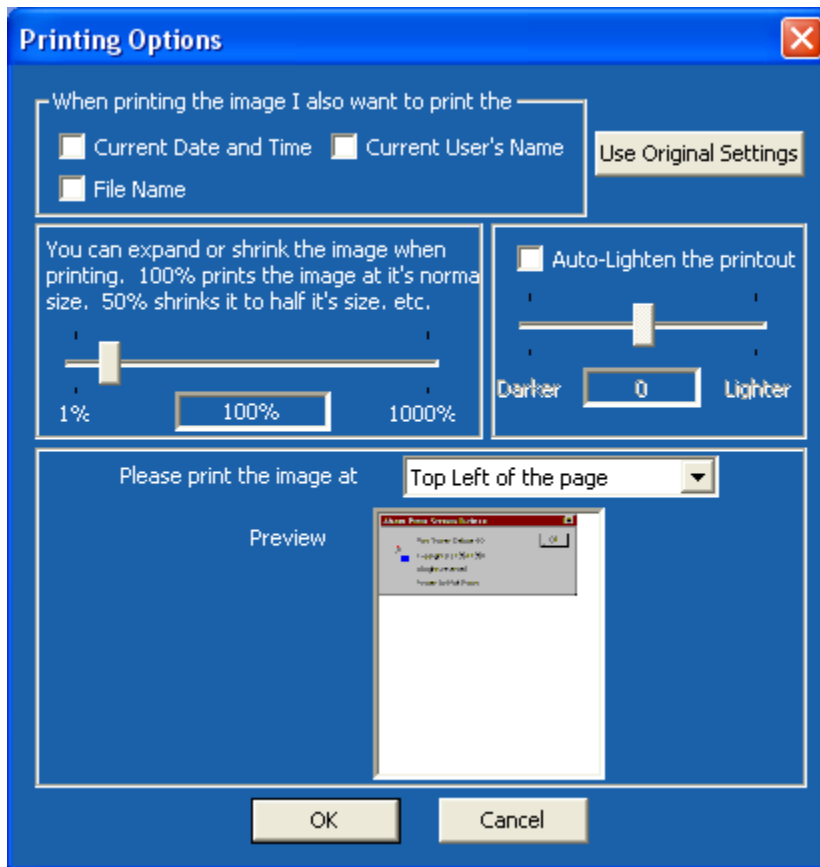 Printing Options
When printing the image I also want to print the
Current Date and Time Current User's Name
File Name
Use Original Settings
You can expand or shrink the image when
printing. 100% prints the image at it's norma
size. 50% shrinks it to half it's size. etc.
1% 100% 1000%
Auto-Lighten the printout
Darker 0 Lighter
Please print the image at Top Left of the page
Preview
OK Cancel